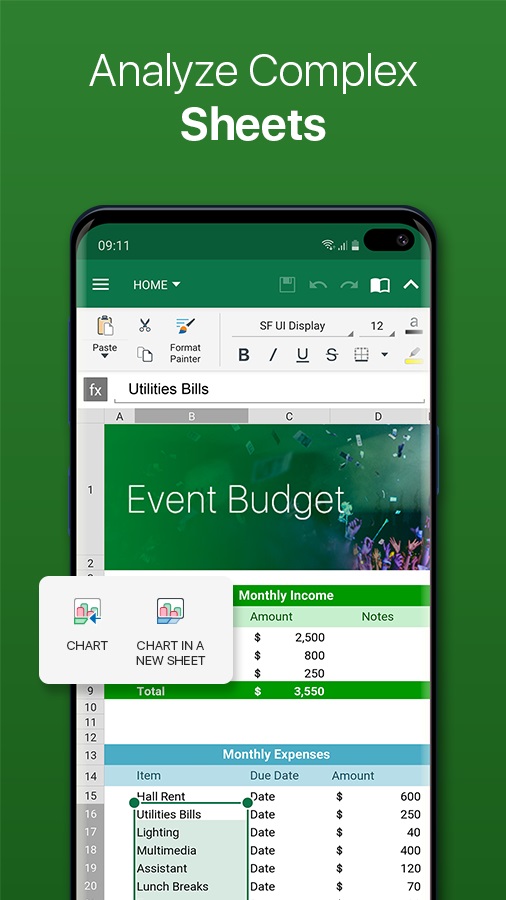 Analyze Complex
Sheets
09:11
HOME
Paste
Format
Painter
SF UI Display
12
a
B I U S
fx
Utilities Bills
A B C D
1
Event Budget
2
Monthly Income
Amount Notes
$ 2,500
$ 800
$ 250
CHART
CHART IN A
NEW SHEET
9 Total $ 3,550
10
11
12
13 Monthly Expenses
14 Item Due Date Amount
15 Hall Rent Date $ 600
16 Utilities Bills Date $ 250
17 Lighting Date $ 40
18 Multimedia Date $ 400
19 Assistant Date $ 120
20 Lunch Breaks Date $ 70